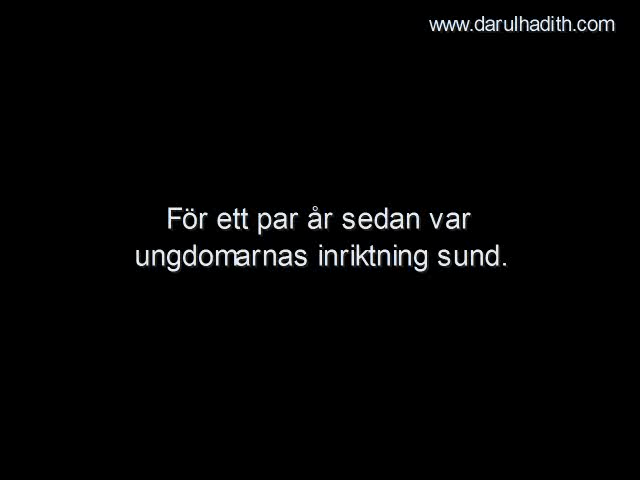 www.darulhadith.com
För ett par år sedan var
ungdomarnas inriktning sund.